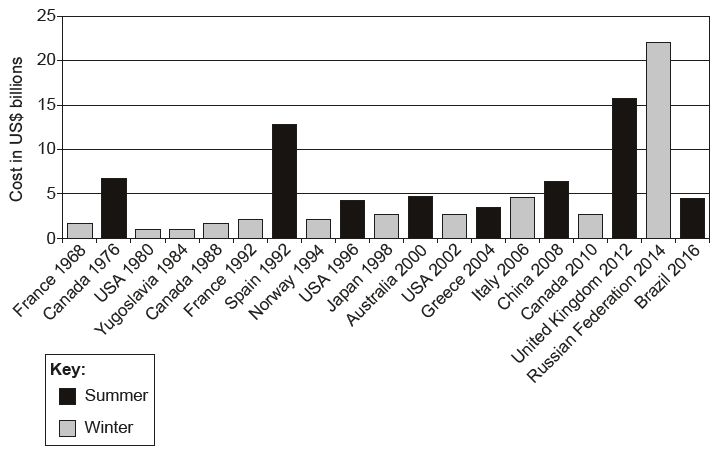 25
20
15
10
5
0
Cost in US$ billions
France 1968
Canada 1976
USA 1980
Yugoslavia 1984
Canada 1988
France 1992
Spain 1992
Norway 1994
USA 1996
Japan 1998
Australia 2000
USA 2002
Greece 2004
Italy 2006
China 2008
Canada 2010
United Kingdom 2012
Russian Federation 2014
Brazil 2016
Key:
Summer
Winter